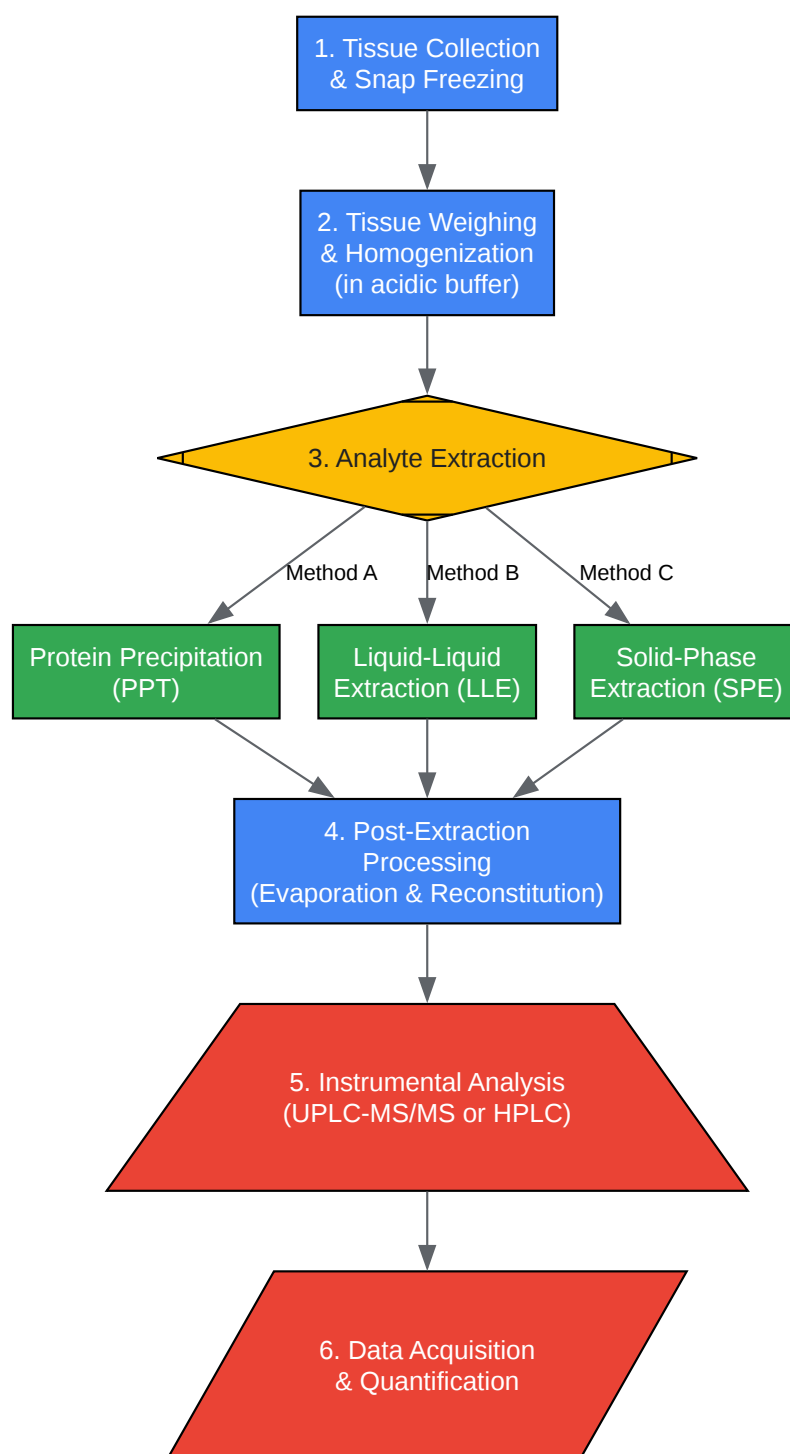 1. Tissue Collection
& Snap Freezing
2. Tissue Weighing
& Homogenization
(in acidic buffer)
3. Analyte Extraction
Method A
Method B
Method C
Protein Precipitation
(PPT)
Liquid-Liquid
Extraction (LLE)
Solid-Phase
Extraction (SPE)
4. Post-Extraction
Processing
(Evaporation & Reconstitution)
5. Instrumental Analysis
(UPLC-MS/MS or HPLC)
6. Data Acquisition
& Quantification